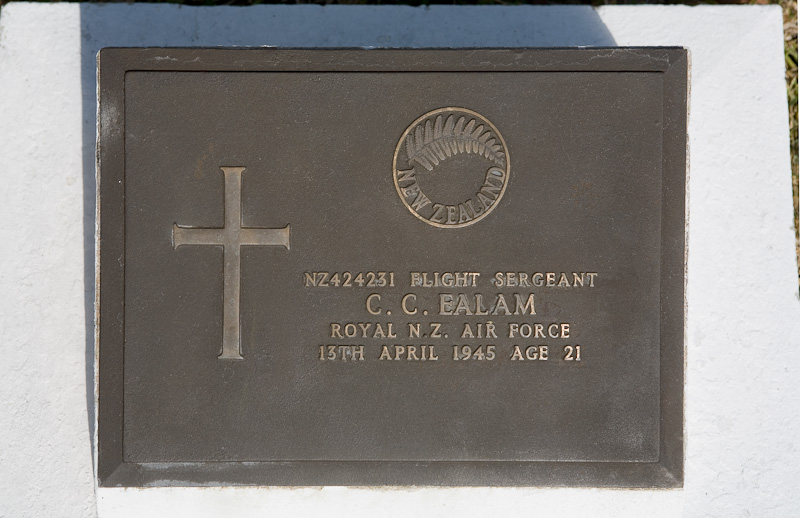 NEW ZEALAND
NZ424231 FLIGHT SERGEANT
C. C. EALAM
ROYAL N.Z. AIR FORCE
13TH APRIL 1945 AGE 21